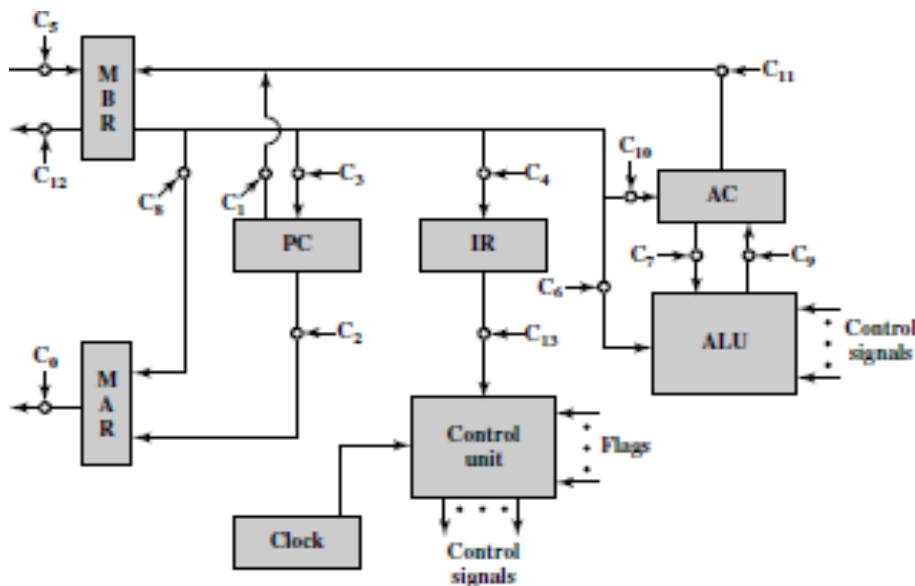 C5
M
B
R
C11
C12
C8
C1
C3
C4
C10
AC
PC
IR
C7
C9
C6
C2
C13
ALU
Control
signals
C0
M
A
R
Control
unit
Flags
Clock
Control
signals